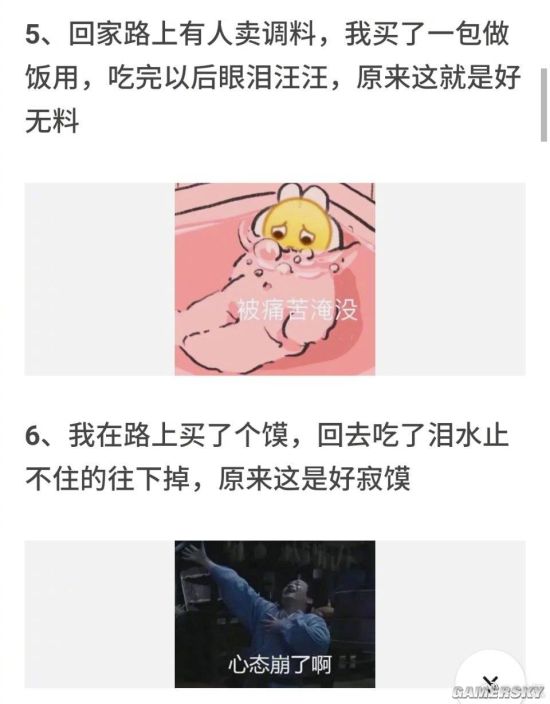 5、回家路上有人卖调料，我买了一包做
饭用，吃完以后眼泪汪汪，原来这就是好
无料
被痛苦淹没
6、我在路上买了个馍，回去吃了泪水止
不住的往下掉，原来这是好寂馍
心态崩了啊
GAMERSKY